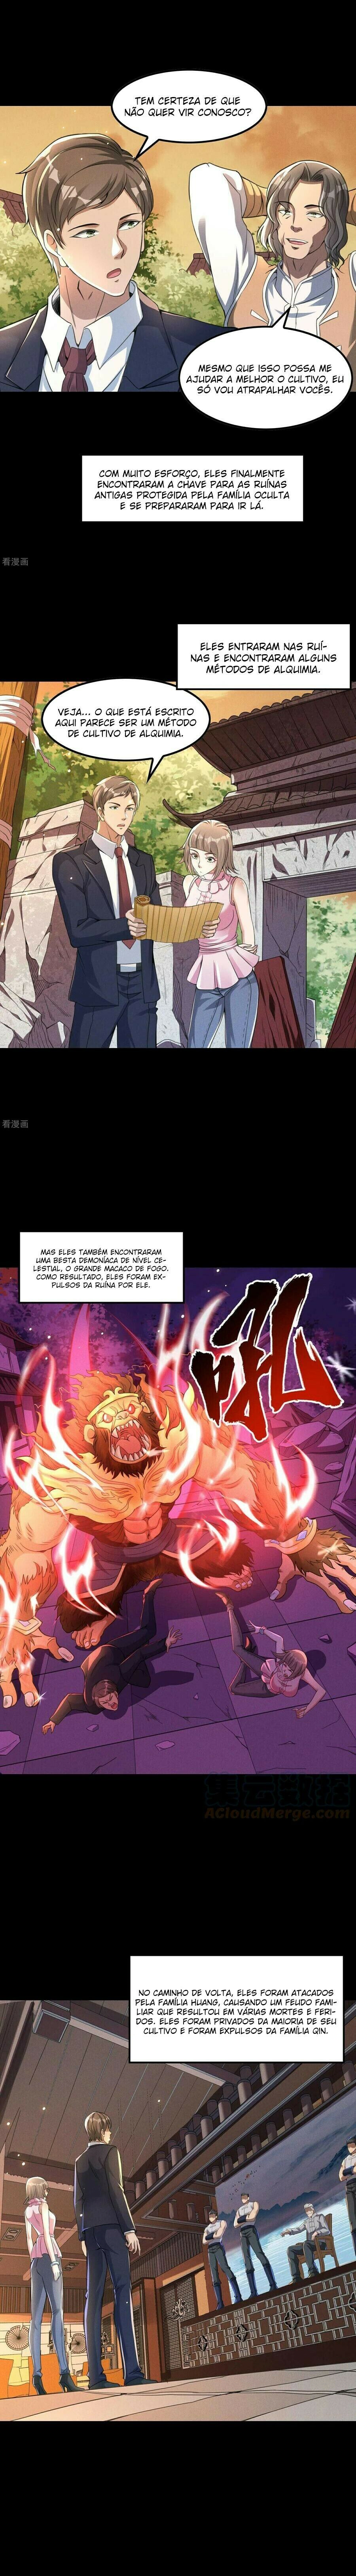 TEM CERTEZA DE QUE
NÃO QUER VIR CONOSCO?
MESMO QUE ISSO POSSA ME
AJUDAR A MELHOR O CULTIVO, EU
SÓ VOU ATRAPALHAR VOCÊS.
COM MUITO ESFORÇO, ELES FINALMENTE
ENCONTRARAM A CHAVE PARA AS RUÍNAS
ANTIGAS PROTEGIDA PELA FAMÍLIA OCULTA
E SE PREPARARAM PARA IR LÁ.
看漫画
ELES ENTRARAM NAS RUÍ-
NAS E ENCONTRARAM ALGUNS
MÉTODOS DE ALQUIMIA.
VEJA... O QUE ESTÁ ESCRITO
AQUI PARECE SER UM MÉTODO
DE CULTIVO DE ALQUIMIA.
看漫画
MAS ELES TAMBÉM ENCONTRARAM
UMA BESTA DEMONÍACA DE NÍVEL CE-
LESTIAL, O GRANDE MACACO DE FOGO.
COMO RESULTADO, ELES FORAM EX-
PULSOS DA RUÍNA POR ELE.
吼
集云数控
ACloudMerge.com
NO CAMINHO DE VOLTA, ELES FORAM ATACADOS
PELA FAMÍLIA HUANG, CAUSANDO UM FEUDO FAMI-
LIAR QUE RESULTOU EM VÁRIAS MORTES E FERI-
DOS. ELES FORAM PRIVADOS DA MAIORIA DE SEU
CULTIVO E FORAM EXPULSOS DA FAMÍLIA QIN.